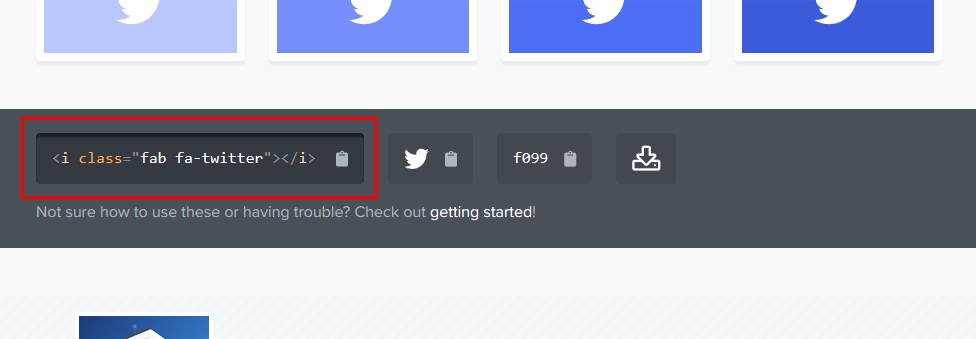 <i class="fab fa-twitter"></i>
f099
Not sure how to use these or having trouble? Check out getting started!